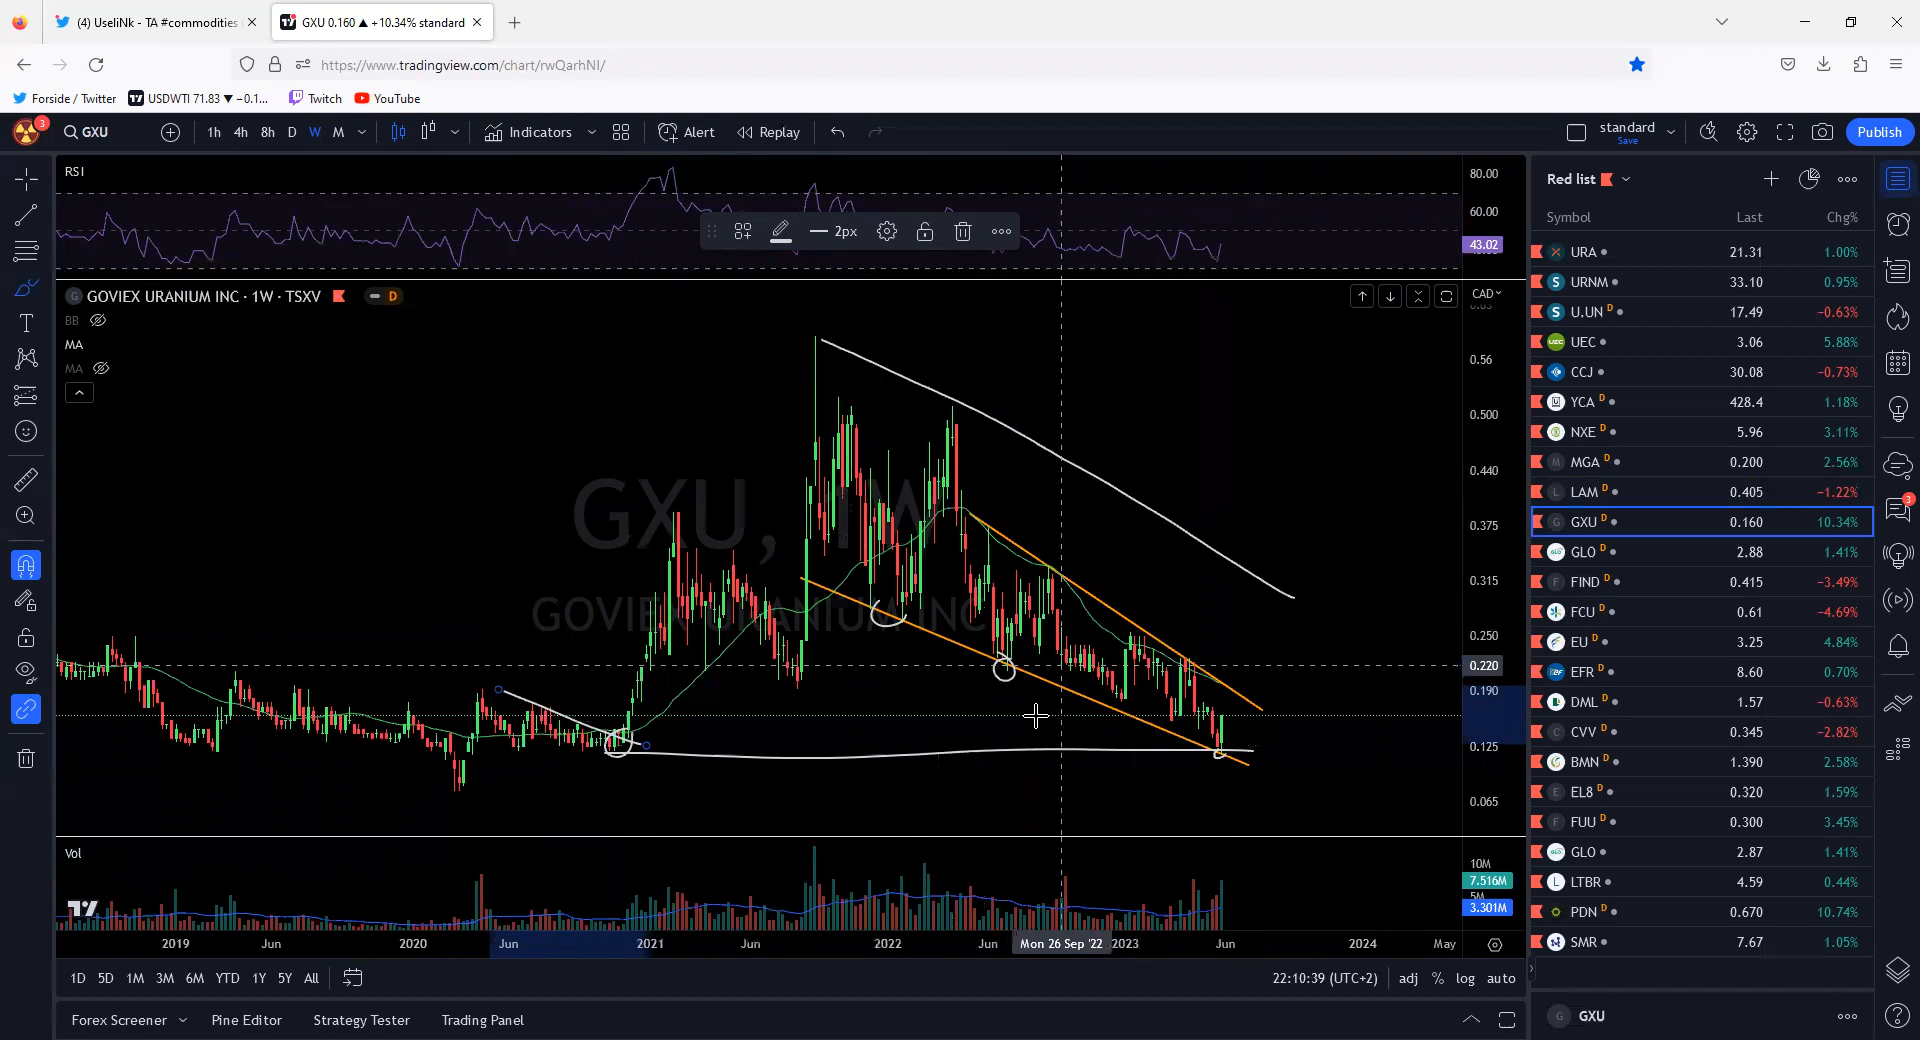 (4) UseliNk - TA #commodities
GXU 0.160 ▲ +10.34% standard
https://www.tradingview.com/chart/rwQarhNI/
Forside / Twitter
USDWTI 71.83 ▼ −0.1...
Twitch
YouTube
3
GXU
1h 4h 8h D W M
Indicators
Alert
Replay
standard
Save
Publish
RSI
80.00
60.00
43.02
2px
GOVIEX URANIUM INC · 1W · TSXV
D
CAD
BB
MA
MA
GXU, 1W
GOVIEX URANIUM INC
0.56
0.500
0.440
0.375
0.315
0.250
0.220
0.190
0.125
0.065
Vol
10M
7.516M
5M
3.301M
2019 Jun 2020 Jun 2021 Jun 2022 Jun Mon 26 Sep '22 2023 Jun 2024 May
1D 5D 1M 3M 6M YTD 1Y 5Y All
22:10:39 (UTC+2)
adj % log auto
Forex Screener
Pine Editor
Strategy Tester
Trading Panel
Red list
Symbol Last Chg%
URA 21.31 1.00%
URNM 33.10 0.95%
U.UN D 17.49 −0.63%
UEC 3.06 5.88%
CCJ 30.08 −0.73%
YCA D 428.4 1.18%
NXE D 5.96 3.11%
MGA D 0.200 2.56%
LAM D 0.405 −1.22%
GXU D 0.160 10.34%
GLO D 2.88 1.41%
FIND D 0.415 −3.49%
FCU D 0.61 −4.69%
EU D 3.25 4.84%
EFR D 8.60 0.70%
DML D 1.57 −0.63%
CVV D 0.345 −2.82%
BMN D 1.390 2.58%
EL8 D 0.320 1.59%
FUU D 0.300 3.45%
GLO 2.87 1.41%
LTBR 4.59 0.44%
PDN D 0.670 10.74%
SMR 7.67 1.05%
GXU
3